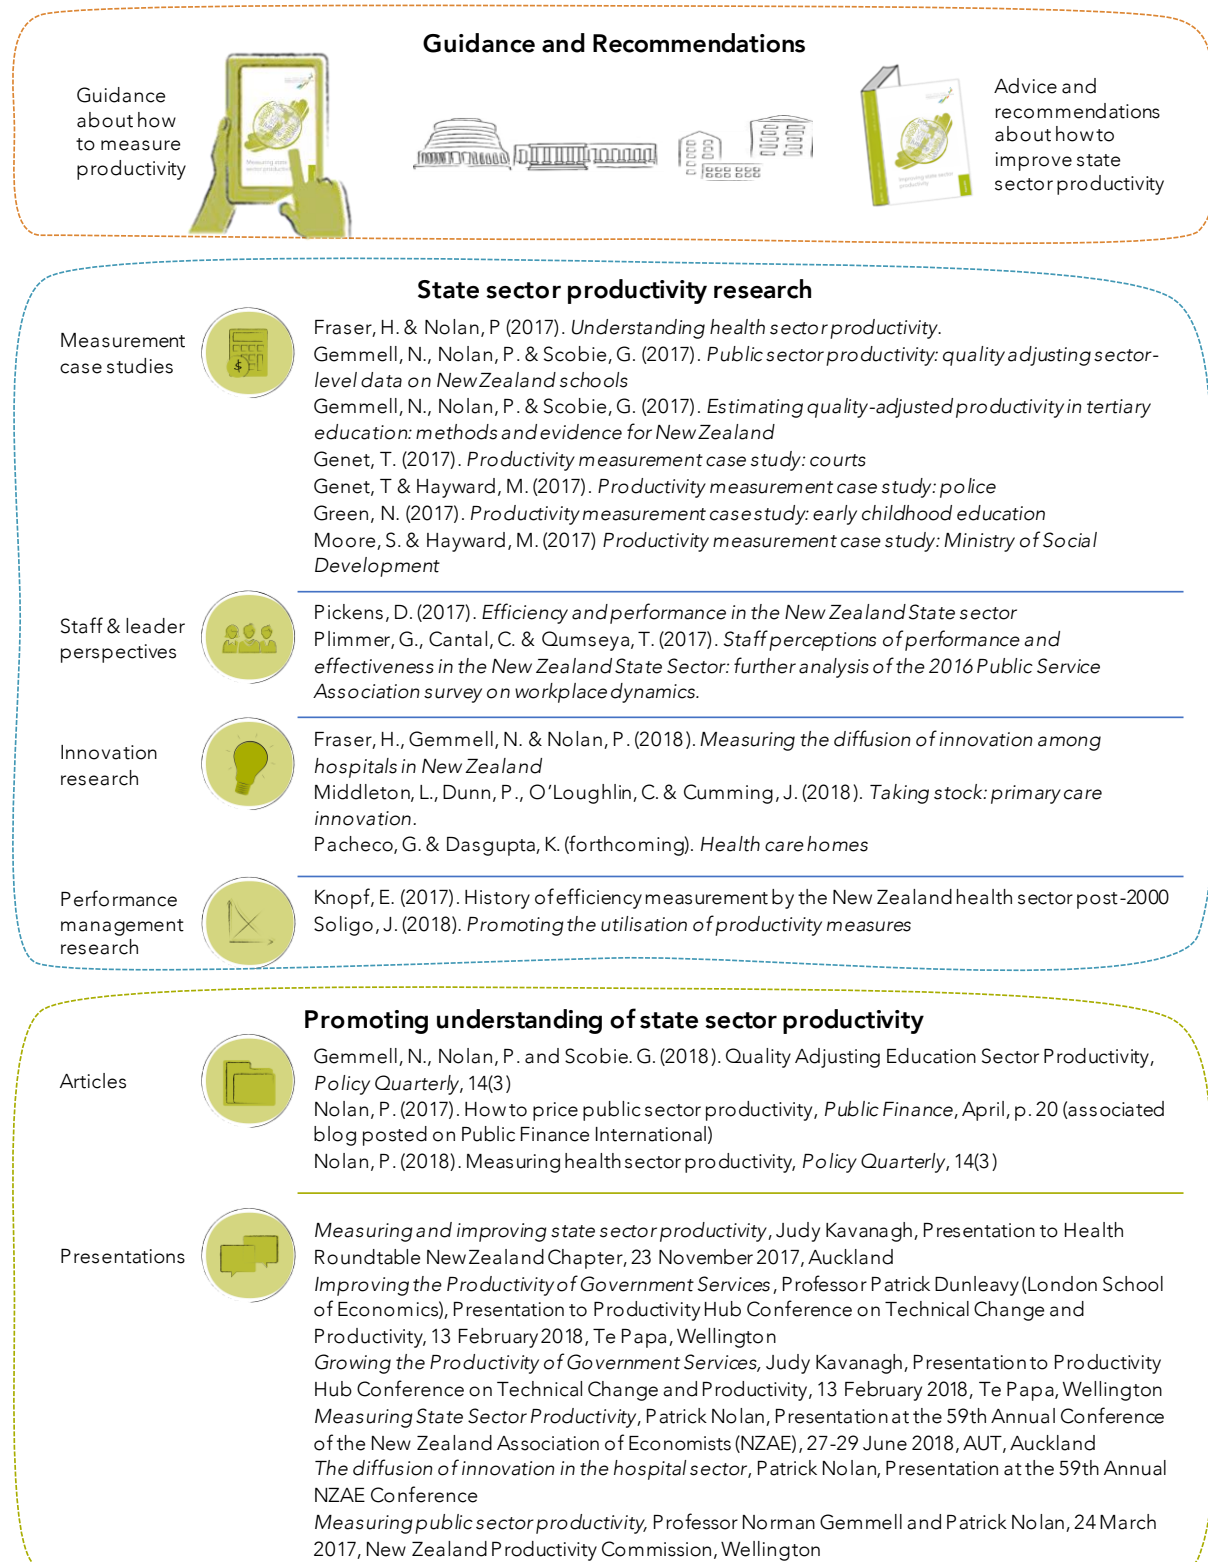 Guidance and Recommendations
Guidance
about how
to measure
productivity
Measuring state
sector productivity
Improving state sector
productivity
Advice and
recommendations
about how to
improve state
sector productivity
State sector productivity research
Measurement
case studies
$
Fraser, H. & Nolan, P (2017). Understanding health sector productivity.
Gemmell, N., Nolan, P. & Scobie, G. (2017). Public sector productivity: quality adjusting sector-
level data on New Zealand schools
Gemmell, N., Nolan, P. & Scobie, G. (2017). Estimating quality-adjusted productivity in tertiary
education: methods and evidence for New Zealand
Genet, T. (2017). Productivity measurement case study: courts
Genet, T & Hayward, M. (2017). Productivity measurement case study: police
Green, N. (2017). Productivity measurement case study: early childhood education
Moore, S. & Hayward, M. (2017) Productivity measurement case study: Ministry of Social
Development
Staff & leader
perspectives
Pickens, D. (2017). Efficiency and performance in the New Zealand State sector
Plimmer, G., Cantal, C. & Qumseya, T. (2017). Staff perceptions of performance and
effectiveness in the New Zealand State Sector: further analysis of the 2016 Public Service
Association survey on workplace dynamics.
Innovation
research
Fraser, H., Gemmell, N. & Nolan, P. (2018). Measuring the diffusion of innovation among
hospitals in New Zealand
Middleton, L., Dunn, P., O'Loughlin, C. & Cumming, J. (2018). Taking stock: primary care
innovation.
Pacheco, G. & Dasgupta, K. (forthcoming). Health care homes
Performance
management
research
Knopf, E. (2017). History of efficiency measurement by the New Zealand health sector post-2000
Soligo, J. (2018). Promoting the utilisation of productivity measures
Promoting understanding of state sector productivity
Articles
Gemmell, N., Nolan, P. and Scobie. G. (2018). Quality Adjusting Education Sector Productivity,
Policy Quarterly, 14(3)
Nolan, P. (2017). How to price public sector productivity, Public Finance, April, p. 20 (associated
blog posted on Public Finance International)
Nolan, P. (2018). Measuring health sector productivity, Policy Quarterly, 14(3)
Presentations
Measuring and improving state sector productivity, Judy Kavanagh, Presentation to Health
Roundtable New Zealand Chapter, 23 November 2017, Auckland
Improving the Productivity of Government Services, Professor Patrick Dunleavy (London School
of Economics), Presentation to Productivity Hub Conference on Technical Change and
Productivity, 13 February 2018, Te Papa, Wellington
Growing the Productivity of Government Services, Judy Kavanagh, Presentation to Productivity
Hub Conference on Technical Change and Productivity, 13 February 2018, Te Papa, Wellington
Measuring State Sector Productivity, Patrick Nolan, Presentation at the 59th Annual Conference
of the New Zealand Association of Economists (NZAE), 27-29 June 2018, AUT, Auckland
The diffusion of innovation in the hospital sector, Patrick Nolan, Presentation at the 59th Annual
NZAE Conference
Measuring public sector productivity, Professor Norman Gemmell and Patrick Nolan, 24 March
2017, New Zealand Productivity Commission, Wellington